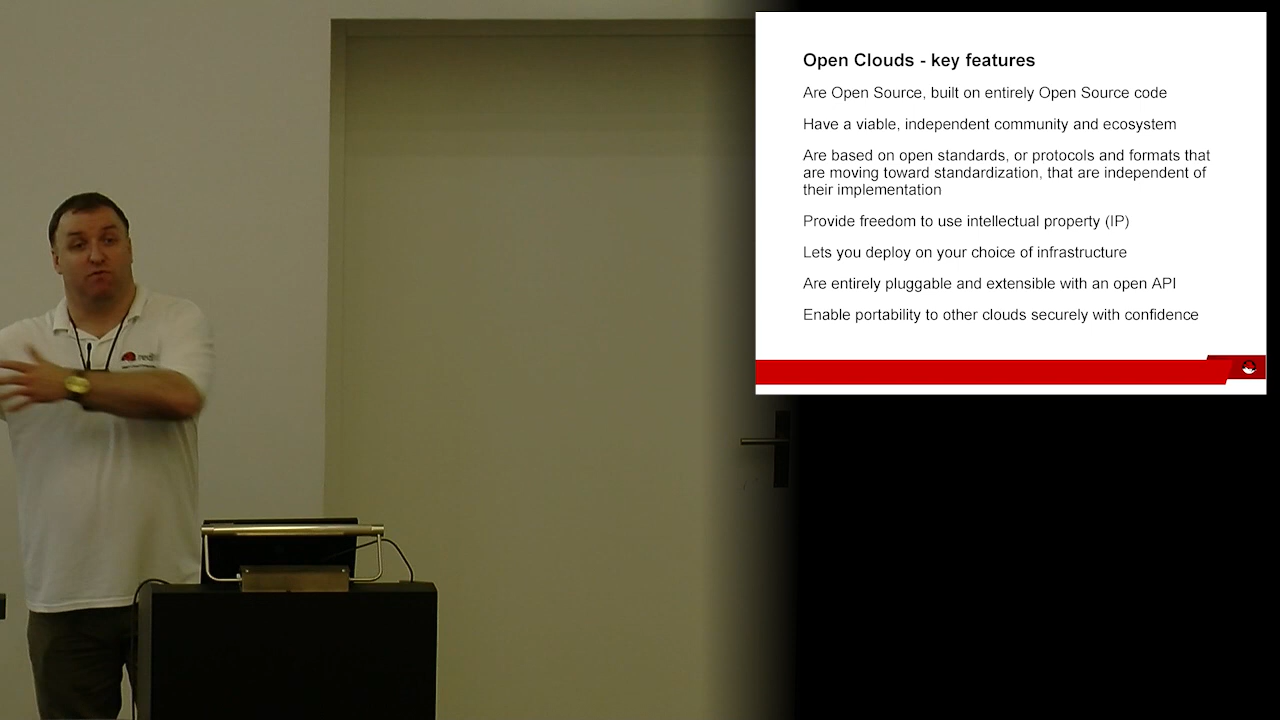 Open Clouds - key features
Are Open Source, built on entirely Open Source code
Have a viable, independent community and ecosystem
Are based on open standards, or protocols and formats that
are moving toward standardization, that are independent of
their implementation
Provide freedom to use intellectual property (IP)
Lets you deploy on your choice of infrastructure
Are entirely pluggable and extensible with an open API
Enable portability to other clouds securely with confidence